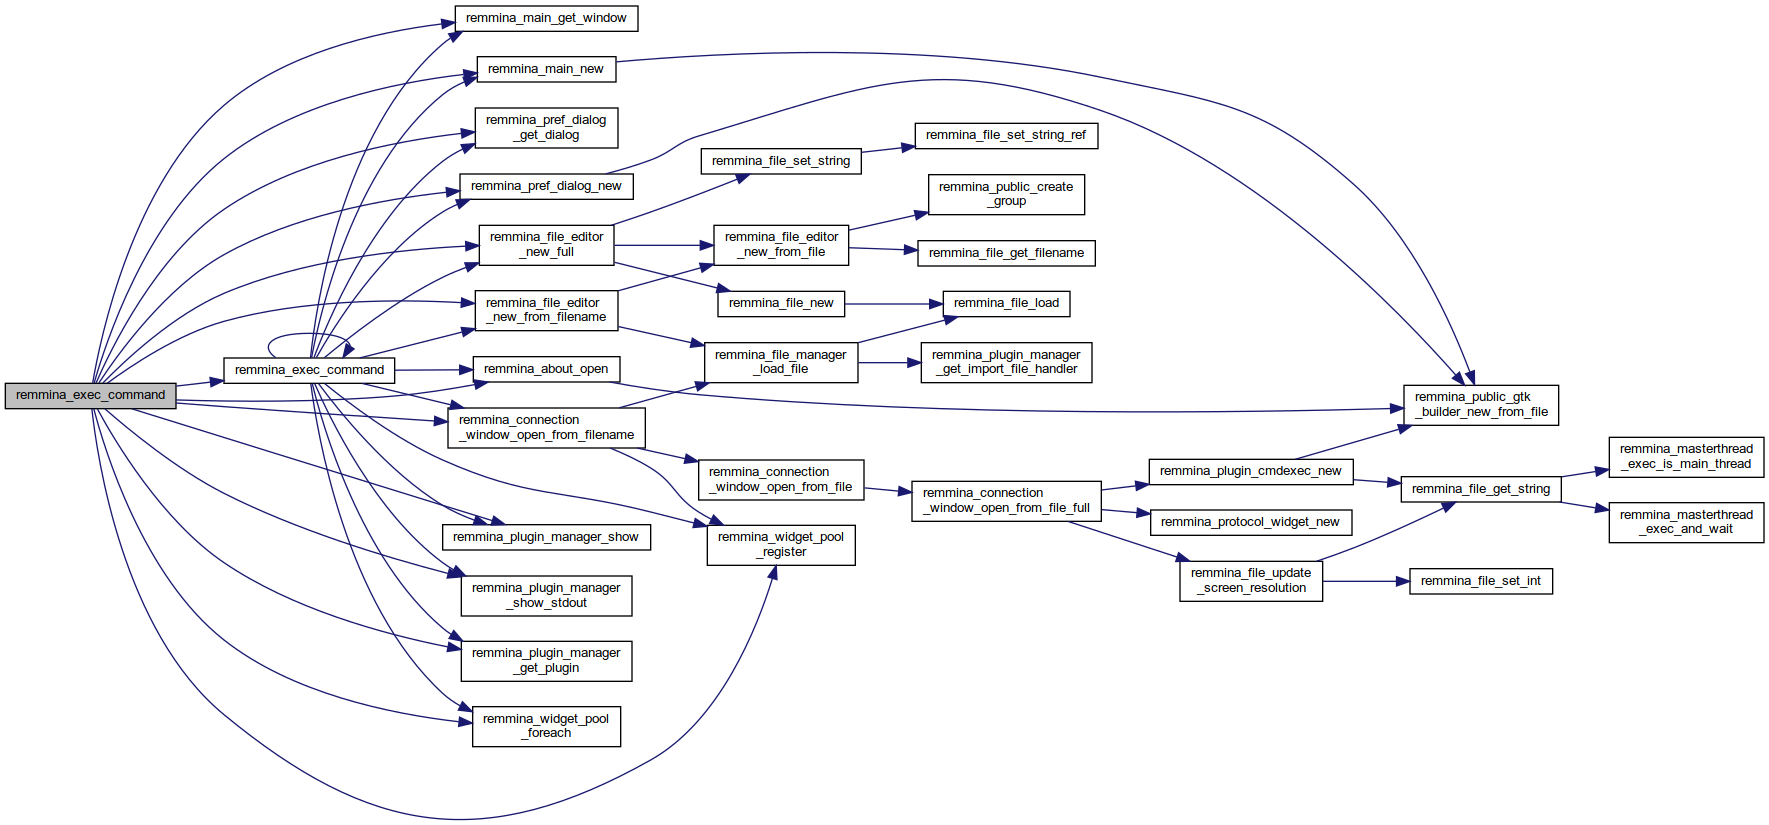 remmina_main_get_window
remmina_main_new
remmina_pref_dialog
_get_dialog
remmina_pref_dialog_new
remmina_file_editor
_new_full
remmina_file_editor
_new_from_filename
remmina_exec_command
remmina_exec_command
remmina_about_open
remmina_connection
_window_open_from_filename
remmina_plugin_manager_show
remmina_plugin_manager
_show_stdout
remmina_plugin_manager
_get_plugin
remmina_widget_pool
_foreach
remmina_file_set_string
remmina_file_editor
_new_from_file
remmina_file_new
remmina_file_manager
_load_file
remmina_connection
_window_open_from_file
remmina_widget_pool
_register
remmina_file_set_string_ref
remmina_public_create
_group
remmina_file_get_filename
remmina_file_load
remmina_plugin_manager
_get_import_file_handler
remmina_connection
_window_open_from_file_full
remmina_plugin_cmdexec_new
remmina_protocol_widget_new
remmina_file_update
_screen_resolution
remmina_public_gtk
_builder_new_from_file
remmina_file_get_string
remmina_file_set_int
remmina_masterthread
_exec_is_main_thread
remmina_masterthread
_exec_and_wait